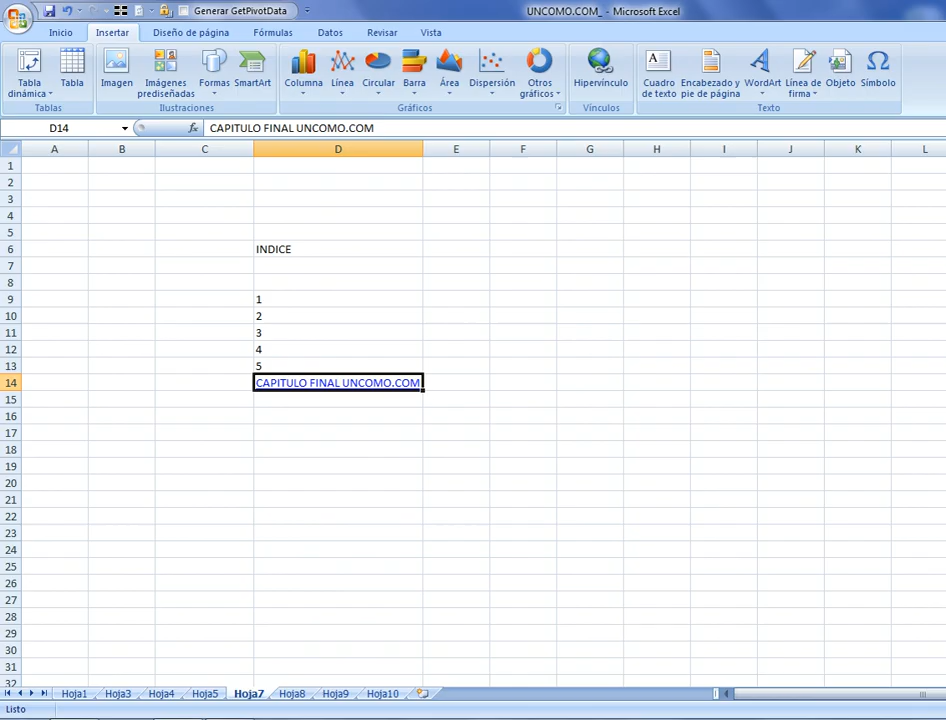 Generar GetPivotData
UNCOMO.COM_ - Microsoft Excel
Inicio Insertar Diseño de página Fórmulas Datos Revisar Vista
Tabla dinámica Tabla Imagen Imágenes prediseñadas Formas SmartArt Columna Línea Circular Barra Área Dispersión Otros gráficos Hipervínculo Cuadro de texto Encabezado y pie de página WordArt Línea de firma Objeto Símbolo
Tablas Ilustraciones Gráficos Vínculos Texto
D14 fx CAPITULO FINAL UNCOMO.COM
A B C D E F G H I J K L
1
2
3
4
5
6 INDICE
7
8
9 1
10 2
11 3
12 4
13 5
14 CAPITULO FINAL UNCOMO.COM
15
16
17
18
19
20
21
22
23
24
25
26
27
28
29
30
31
32
Hoja1 Hoja3 Hoja4 Hoja5 Hoja7 Hoja8 Hoja9 Hoja10
Listo